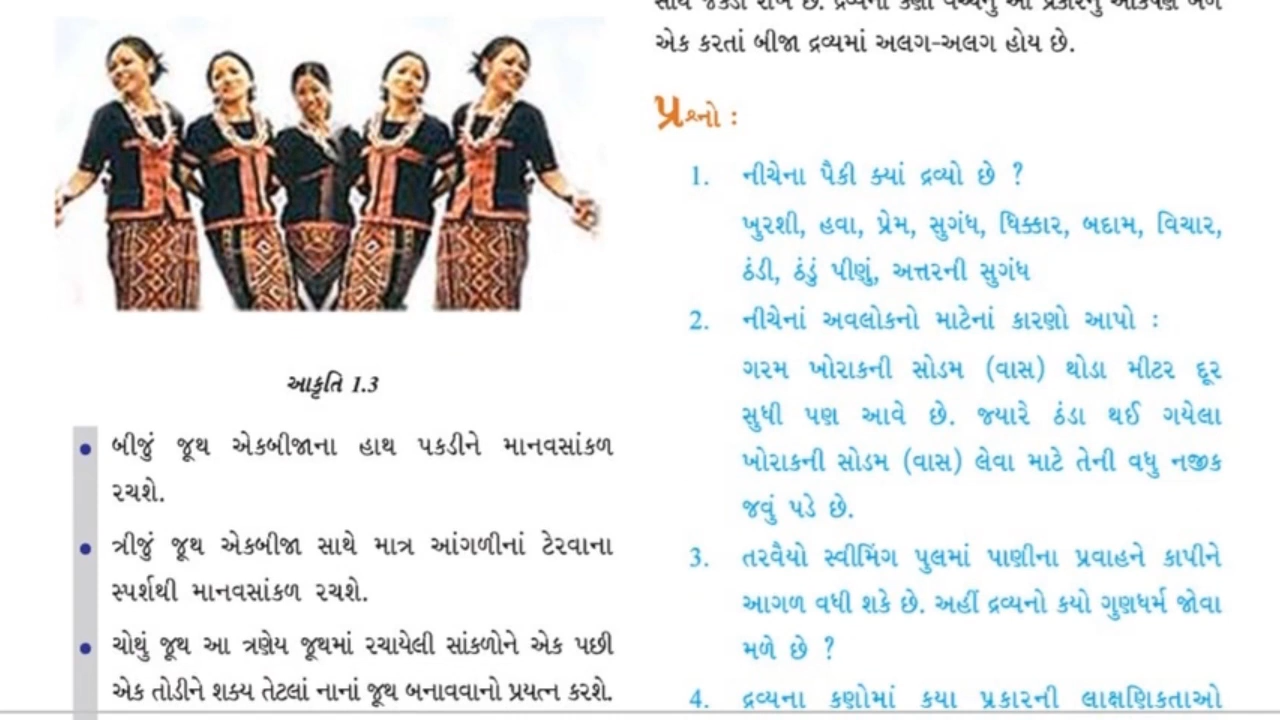 આકૃતિ 1.3
બીજું જૂથ એકબીજાના હાથ પકડીને માનવસાંકળ
રચશે.
ત્રીજું જૂથ એકબીજા સાથે માત્ર આંગળીનાં ટેરવાના
સ્પર્શથી માનવસાંકળ રચશે.
ચોથું જૂથ આ ત્રણેય જૂથમાં રચાયેલી સાંકળોને એક પછી
એક તોડીને શક્ય તેટલાં નાનાં જૂથ બનાવવાનો પ્રયત્ન કરશે.
એક કરતાં બીજા દ્રવ્યમાં અલગ-અલગ હોય છે.
પ્રશ્નો :
1. નીચેના પૈકી ક્યાં દ્રવ્યો છે ?
ખુરશી, હવા, પ્રેમ, સુગંધ, ધિક્કાર, બદામ, વિચાર,
ઠંડી, ઠંડું પીણું, અત્તરની સુગંધ
2. નીચેનાં અવલોકનો માટેનાં કારણો આપો :
ગરમ ખોરાકની સોડમ (વાસ) થોડા મીટર દૂર
સુધી પણ આવે છે. જ્યારે ઠંડા થઈ ગયેલા
ખોરાકની સોડમ (વાસ) લેવા માટે તેની વધુ નજીક
જવું પડે છે.
3. તરવૈયો સ્વીમિંગ પુલમાં પાણીના પ્રવાહને કાપીને
આગળ વધી શકે છે. અહીં દ્રવ્યનો કયો ગુણધર્મ જોવા
મળે છે ?
4. દ્રવ્યના કણોમાં કયા પ્રકારની લાક્ષણિકતાઓ